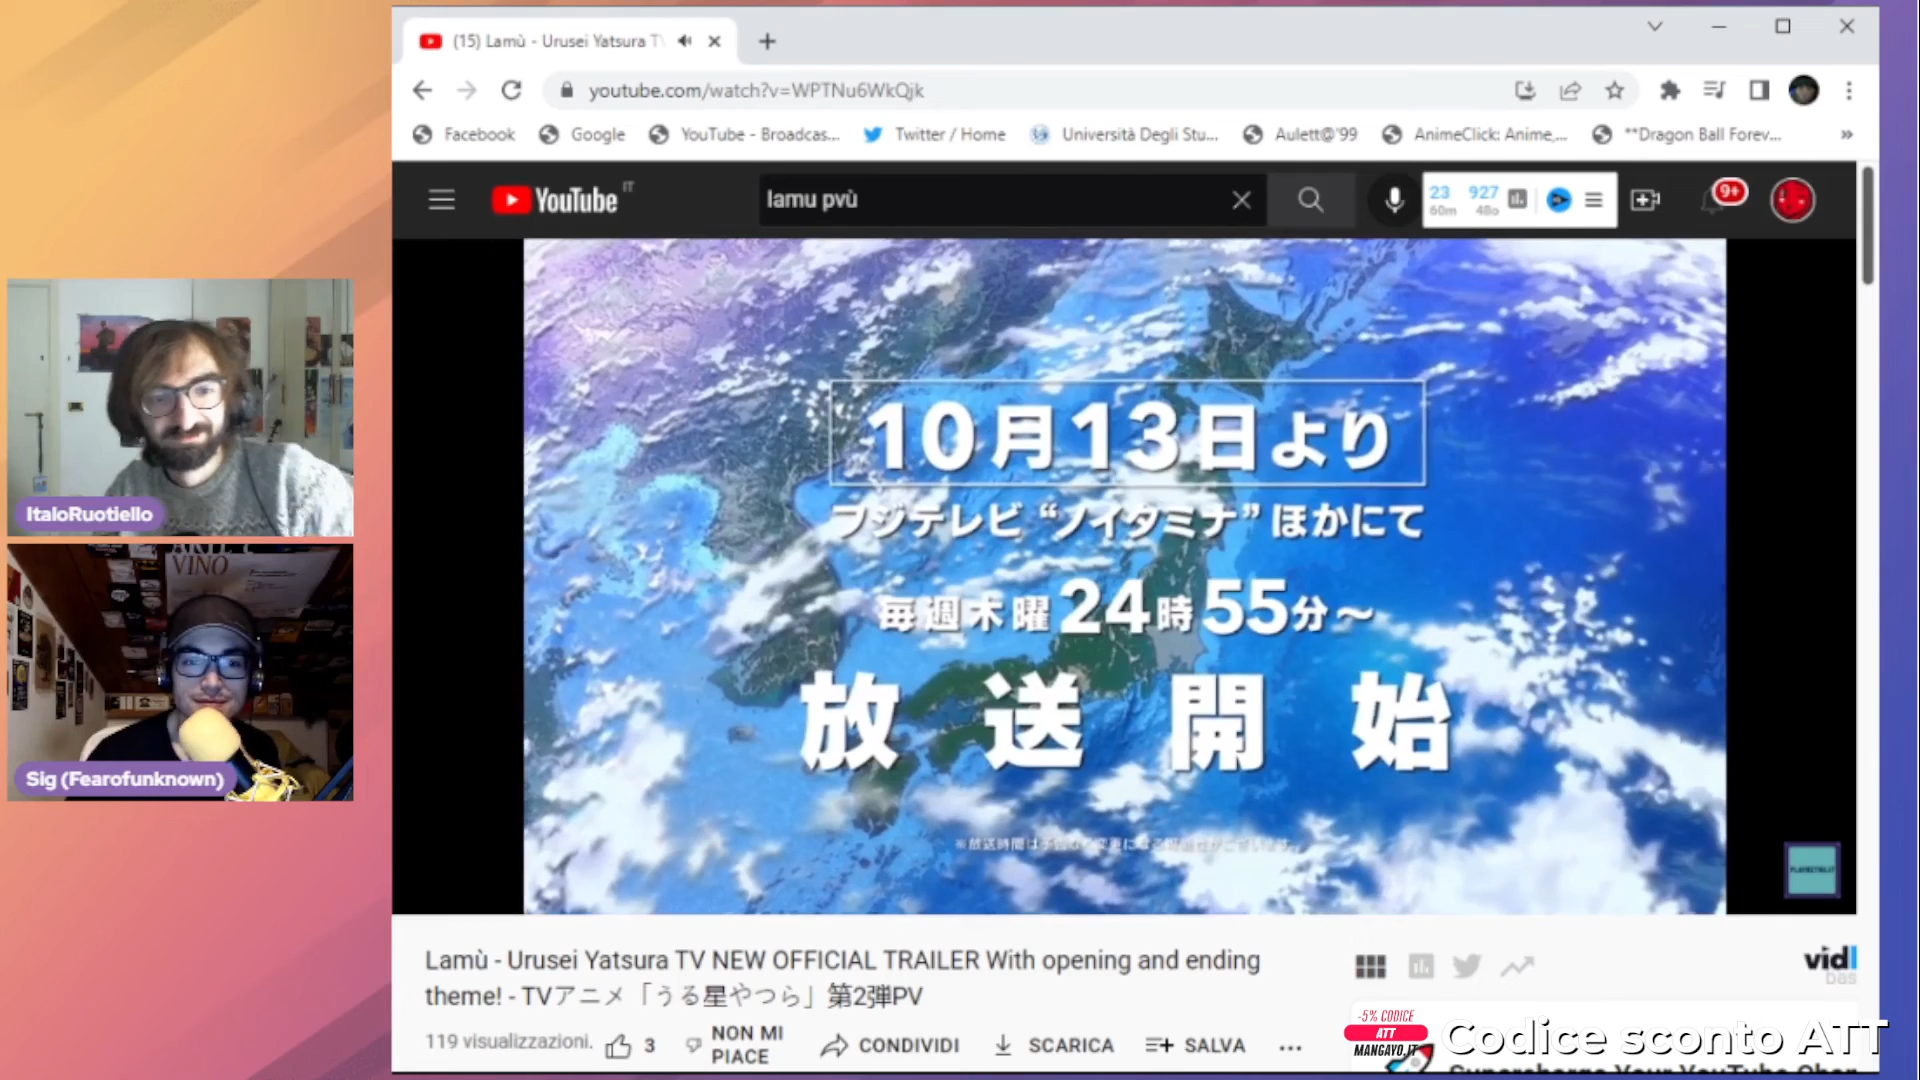 (15) Lamù - Urusei Yatsura TV
youtube.com/watch?v=WPTNu6WkQjk
Facebook
Google
YouTube - Broadcas...
Twitter / Home
Università Degli Stu...
Aulett@'99
AnimeClick: Anime,...
**Dragon Ball Forev...
»
YouTube IT
lamu pvù
23 927
60m 48o
9+
10月13日より
フジテレビ“ノイタミナ”ほかにて
毎週木曜24時55分～
放送開始
ItaloRuotiello
VINO
Sig (Fearofunknown)
Lamù - Urusei Yatsura TV NEW OFFICIAL TRAILER With opening and ending
theme! - TVアニメ「うる星やつら」第2弾PV
119 visualizzazioni.
3
NON MI
PIACE
CONDIVIDI
SCARICA
SALVA
...
-5% CODICE
ATT
MANGAYO.IT
Codice sconto ATT